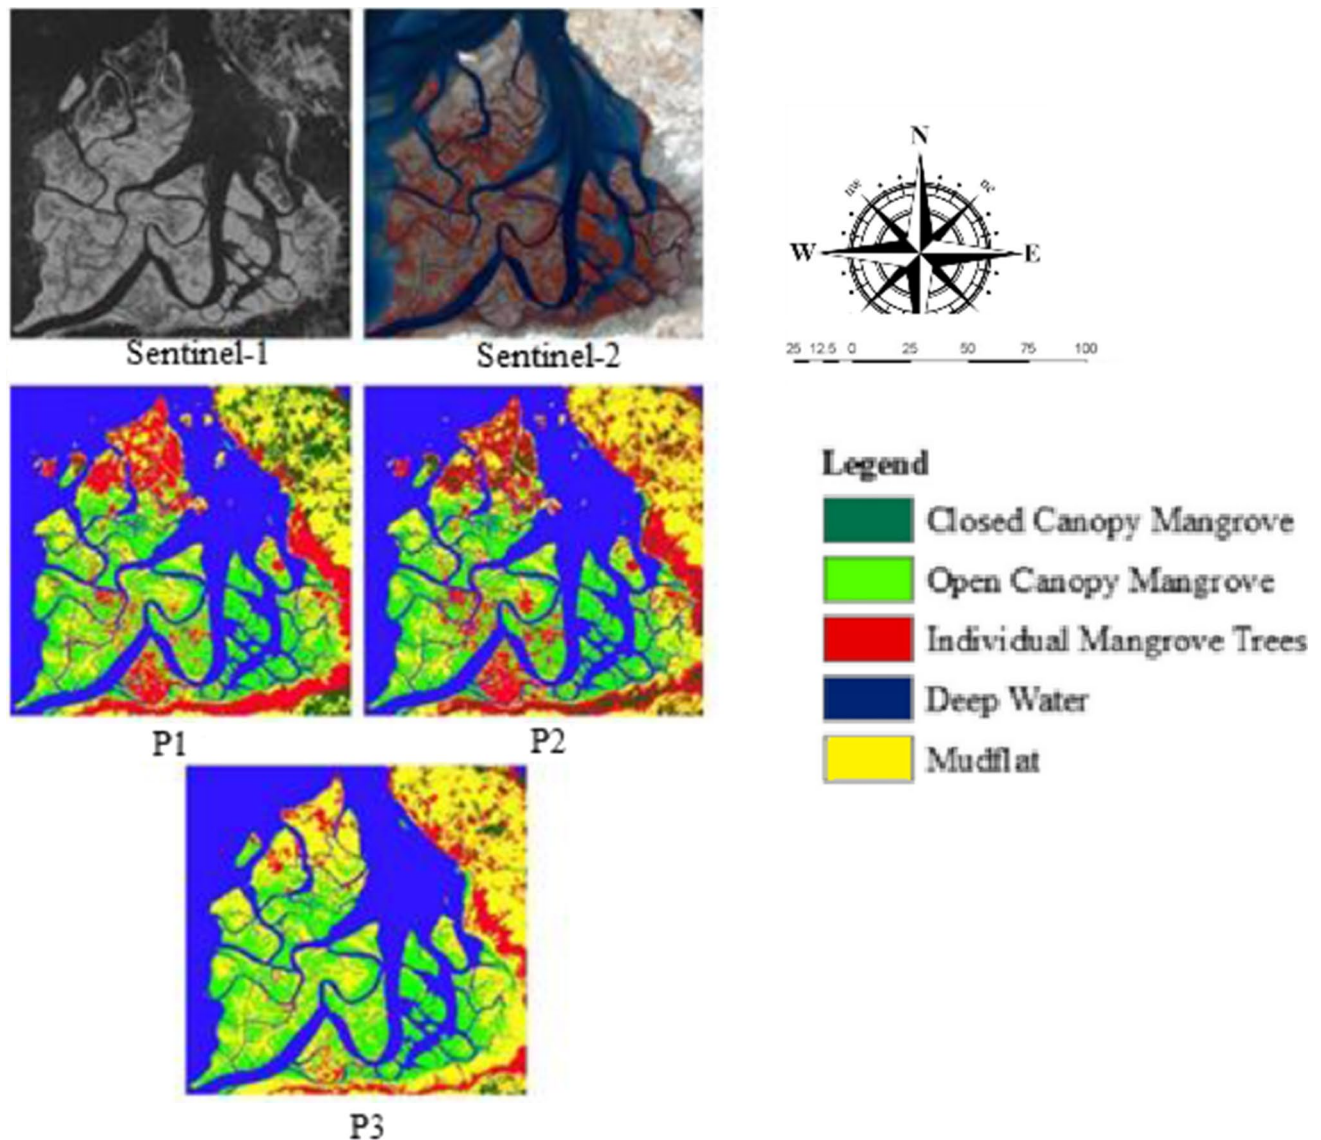 Sentinel-1
Sentinel-2
N
W
E
25 12.5 0 25 50 75 100
P1
P2
P3
Legend
Closed Canopy Mangrove
Open Canopy Mangrove
Individual Mangrove Trees
Deep Water
Mudflat